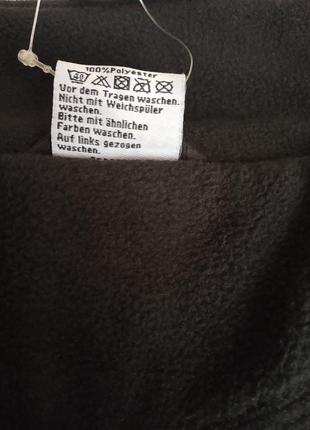 100%Polyester
40
Vor dem Tragen waschen.
Nicht mit Weichspüler
waschen.
Bitte mit ähnlichen
Farben waschen.
Auf links gezogen
waschen.